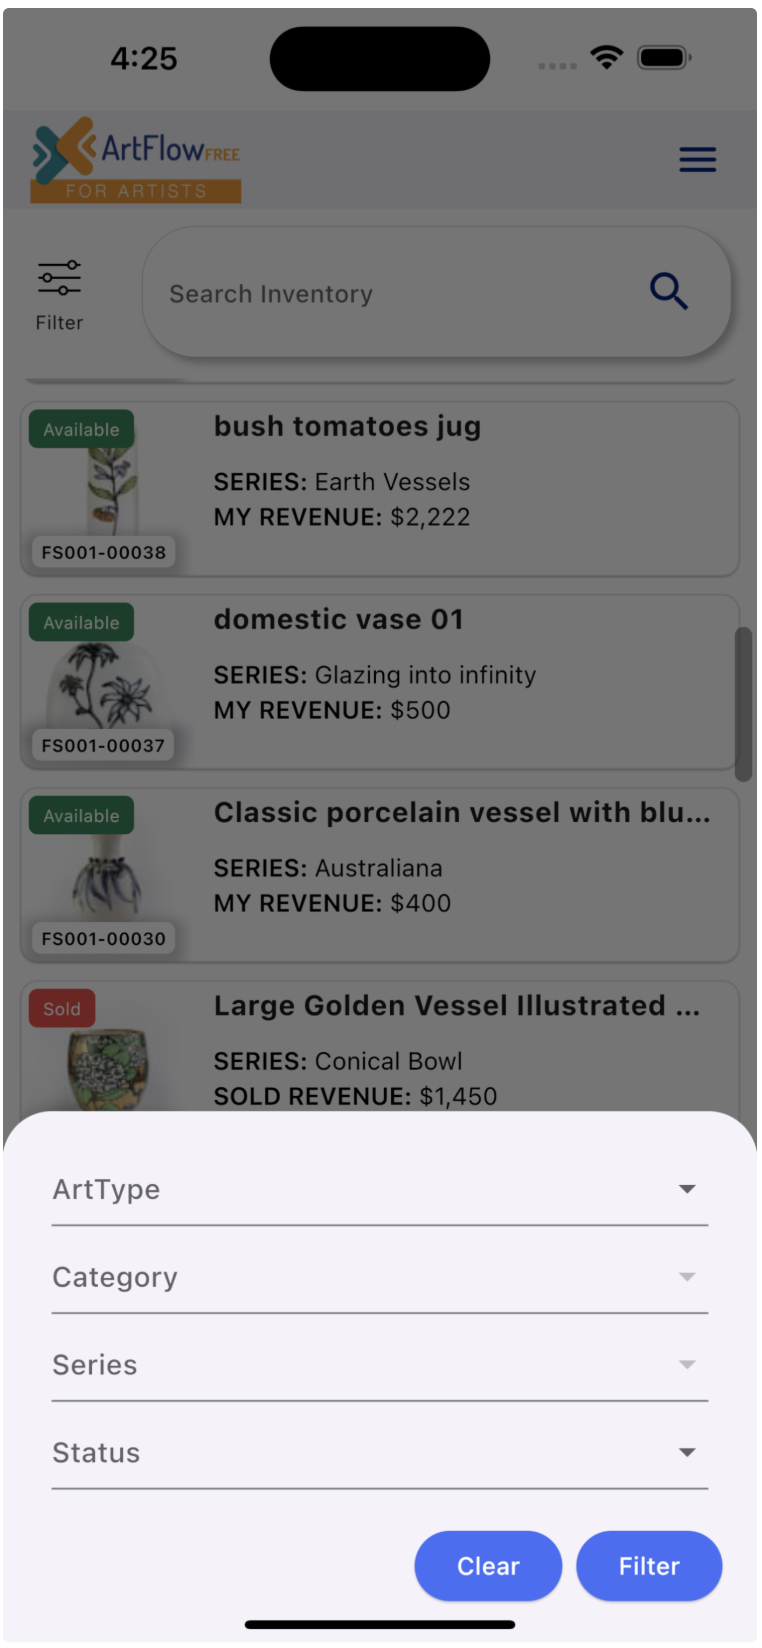 4:25
ArtFlowFREE
FOR ARTISTS
Filter
Search Inventory
Available
bush tomatoes jug
SERIES: Earth Vessels
MY REVENUE: $2,222
FS001-00038
Available
domestic vase 01
SERIES: Glazing into infinity
MY REVENUE: $500
FS001-00037
Available
Classic porcelain vessel with blu...
SERIES: Australiana
MY REVENUE: $400
FS001-00030
Sold
Large Golden Vessel Illustrated ...
SERIES: Conical Bowl
SOLD REVENUE: $1,450
ArtType
Category
Series
Status
Clear
Filter